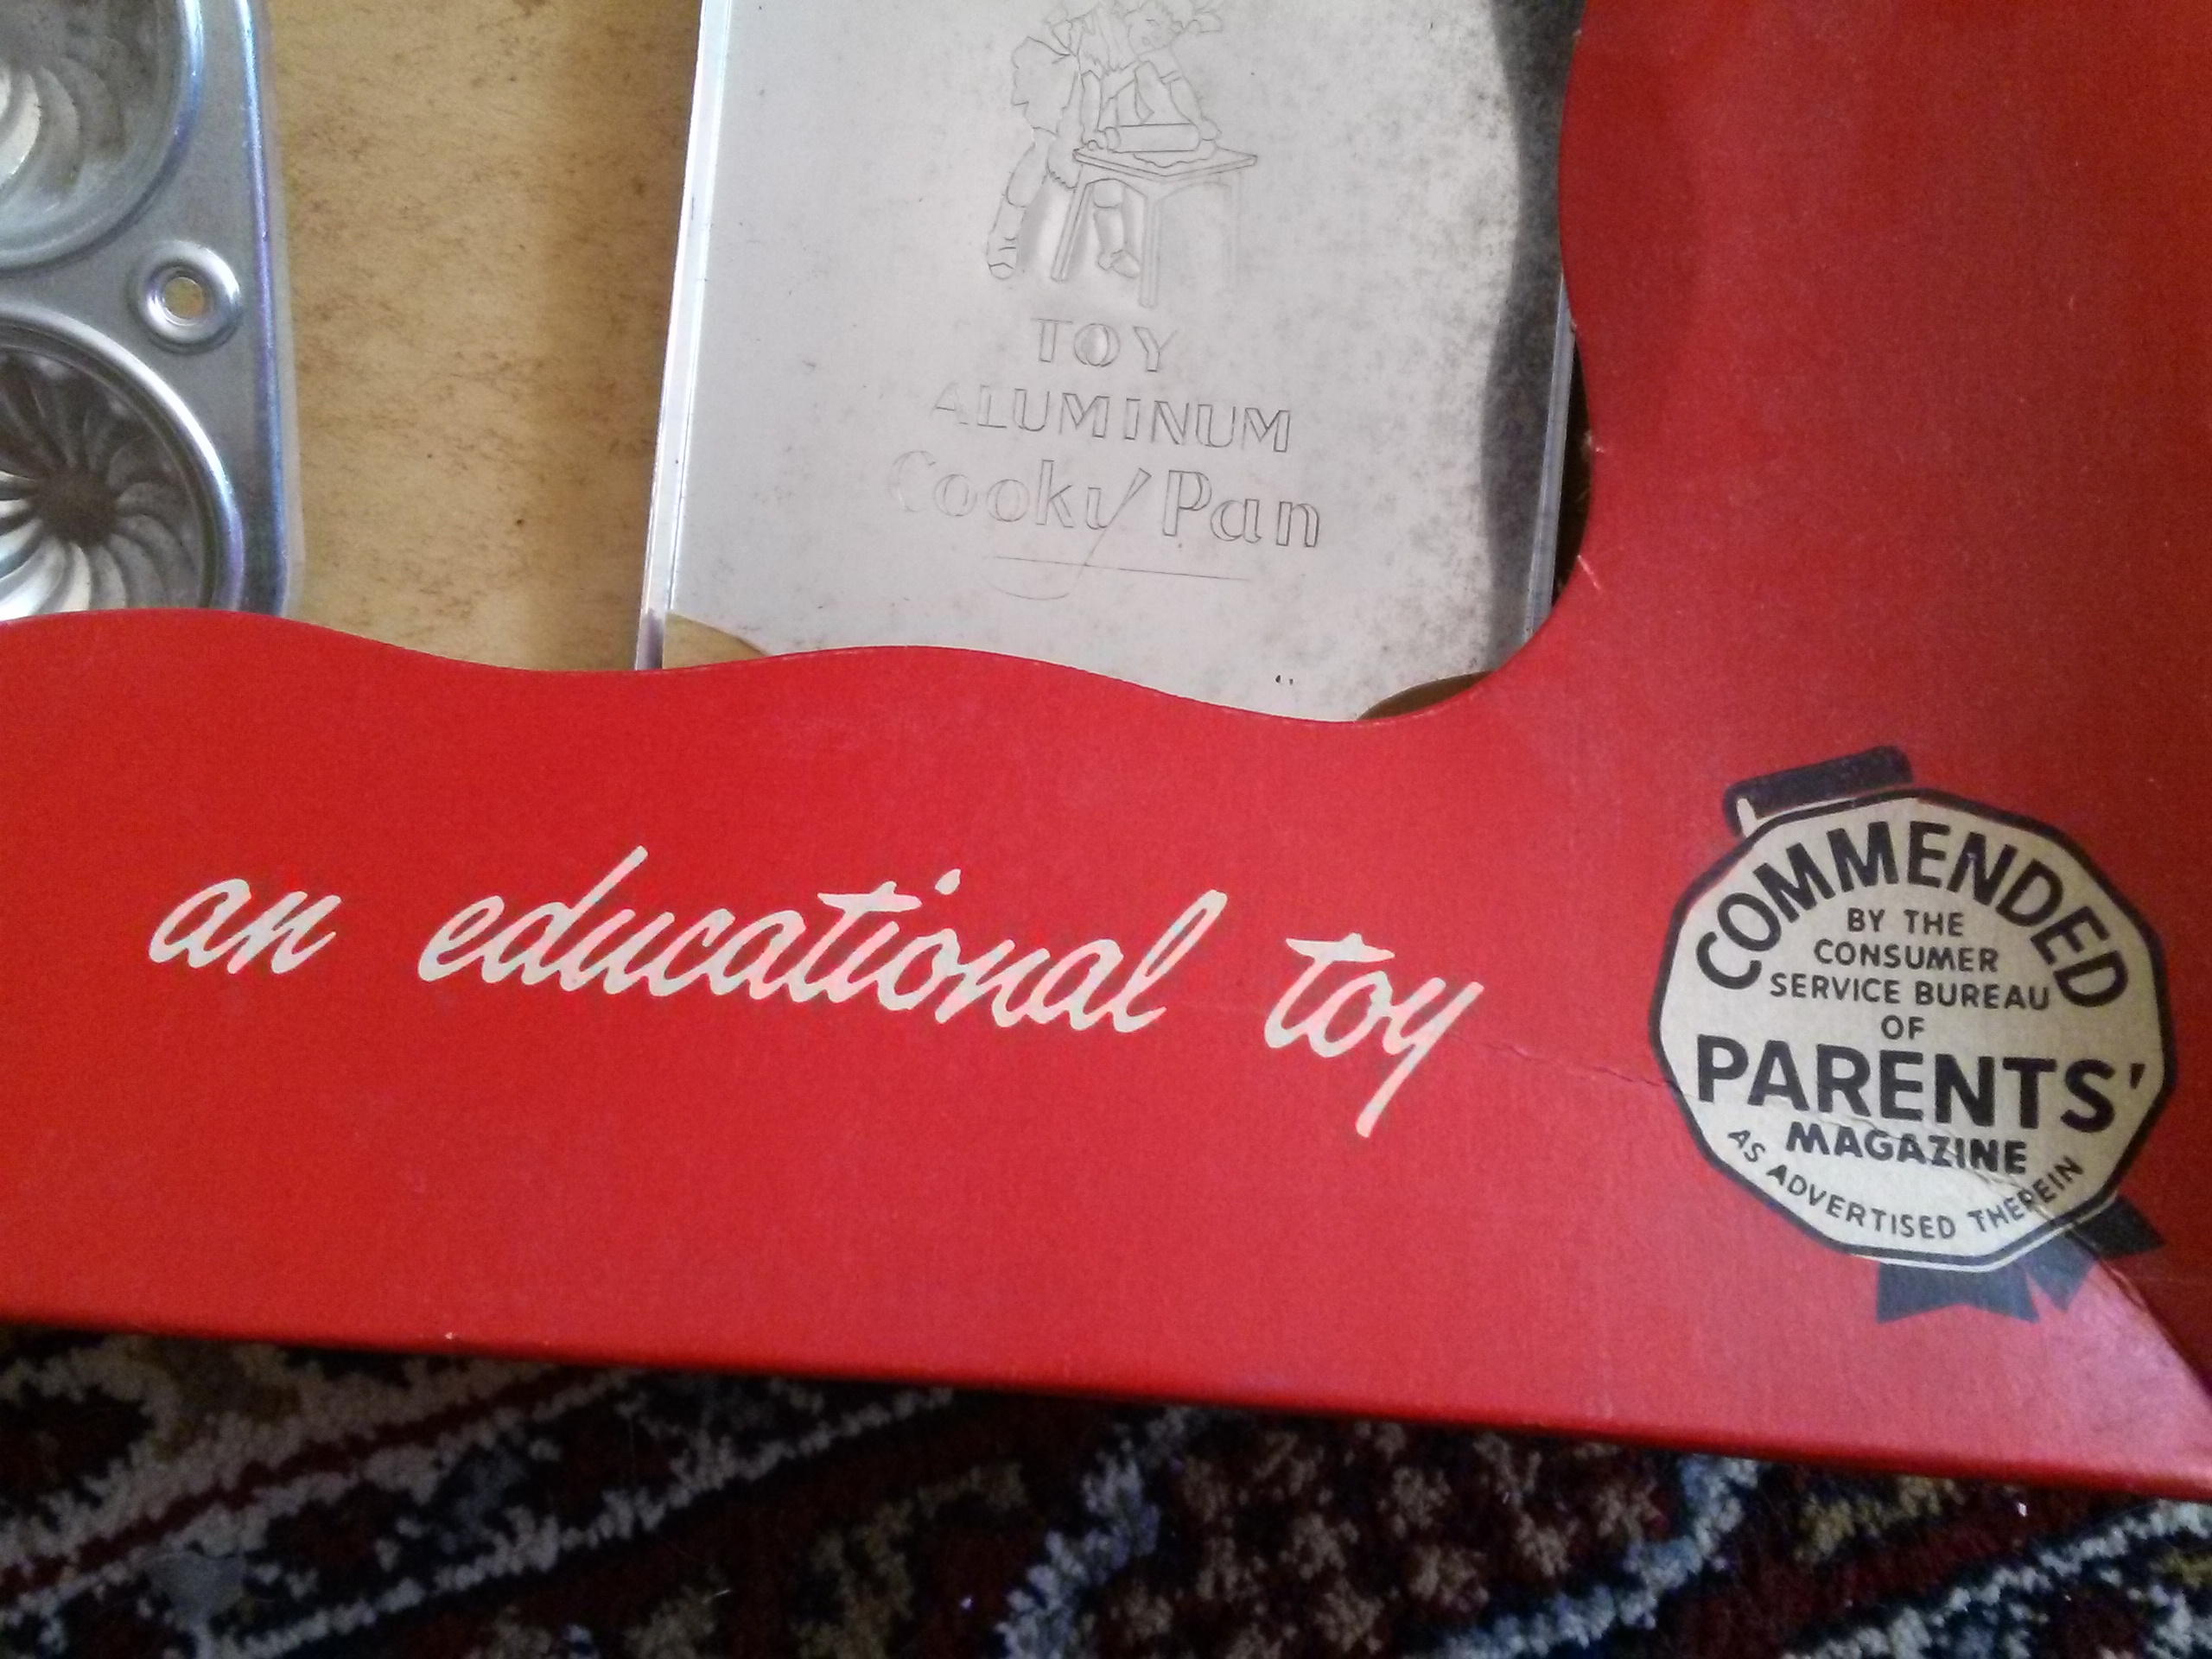 TOY
ALUMINUM
Cooky Pan
an educational toy
COMMENDED
BY THE
CONSUMER
SERVICE BUREAU
OF
PARENTS'
MAGAZINE
AS ADVERTISED THEREIN